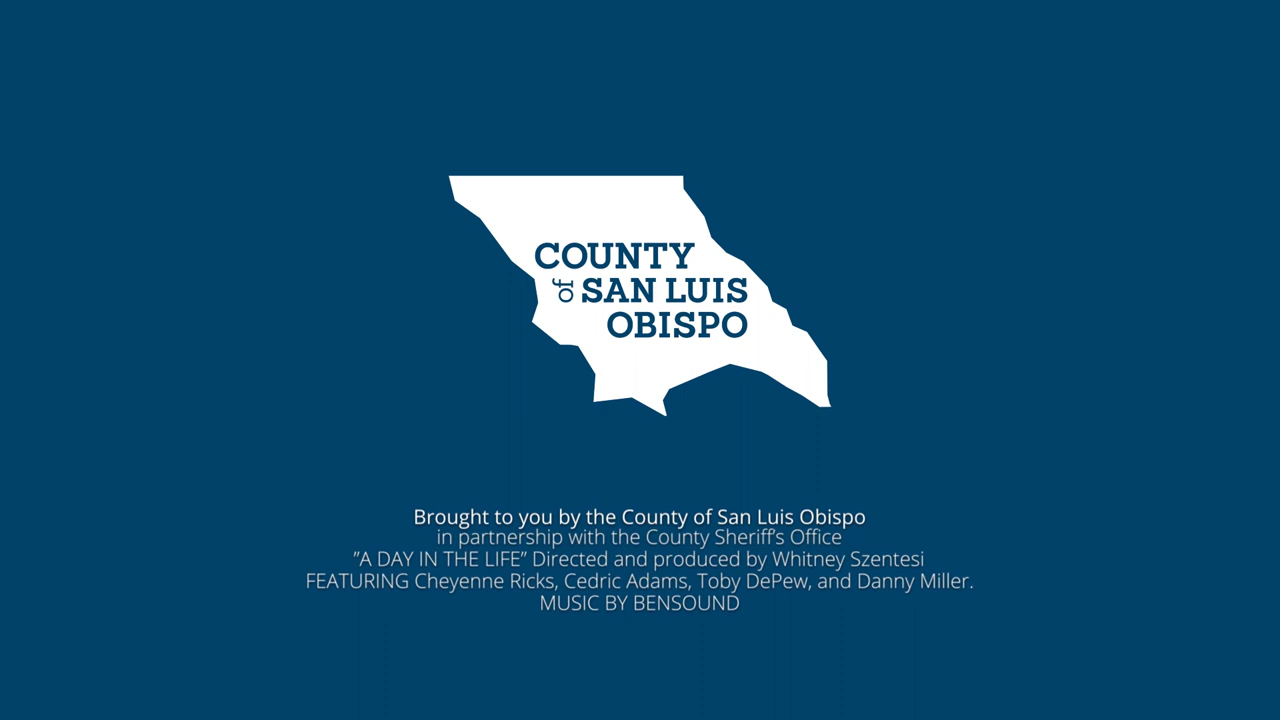 COUNTY
of SAN LUIS
OBISPO
Brought to you by the County of San Luis Obispo
in partnership with the County Sheriff’s Office
”A DAY IN THE LIFE” Directed and produced by Whitney Szentesi
FEATURING Cheyenne Ricks, Cedric Adams, Toby DePew, and Danny Miller.
MUSIC BY BENSOUND